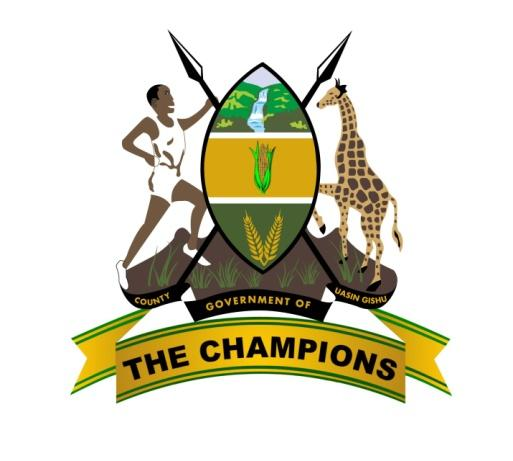 COUNTY GOVERNMENT OF UASIN GISHU
THE CHAMPIONS